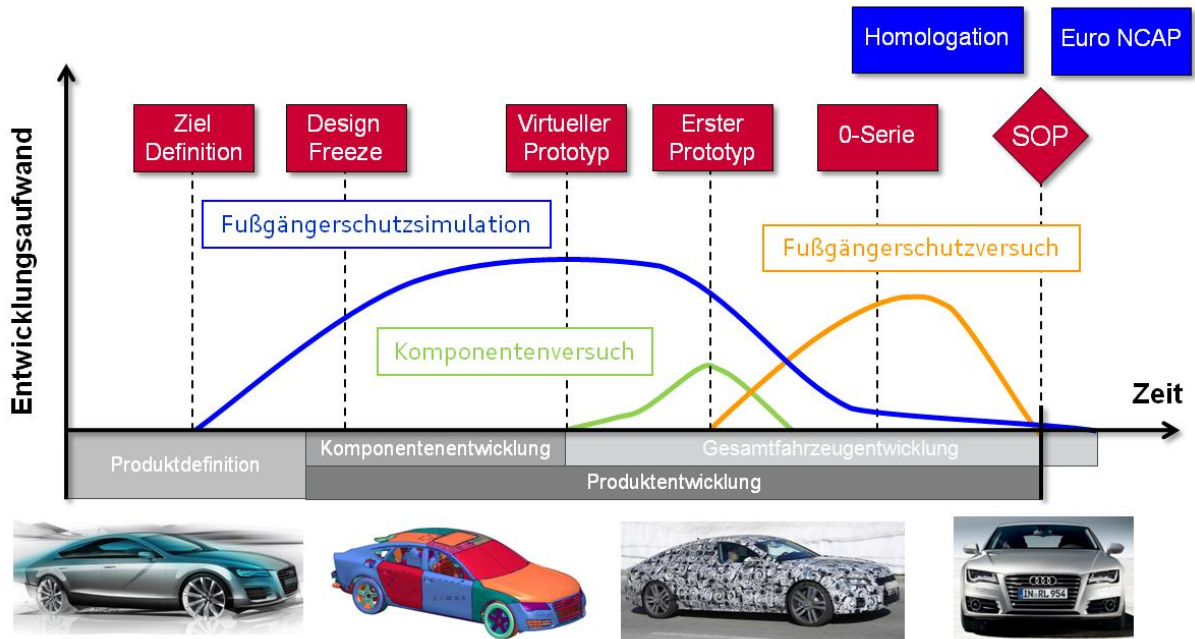 Homologation
Euro NCAP
Ziel
Definition
Design
Freeze
Virtueller
Prototyp
Erster
Prototyp
0-Serie
SOP
Entwicklungsaufwand
Fußgängerschutzsimulation
Fußgängerschutzversuch
Komponentenversuch
Zeit
Produktdefinition
Komponentenentwicklung
Gesamtfahrzeugentwicklung
Produktentwicklung
IN RL 954